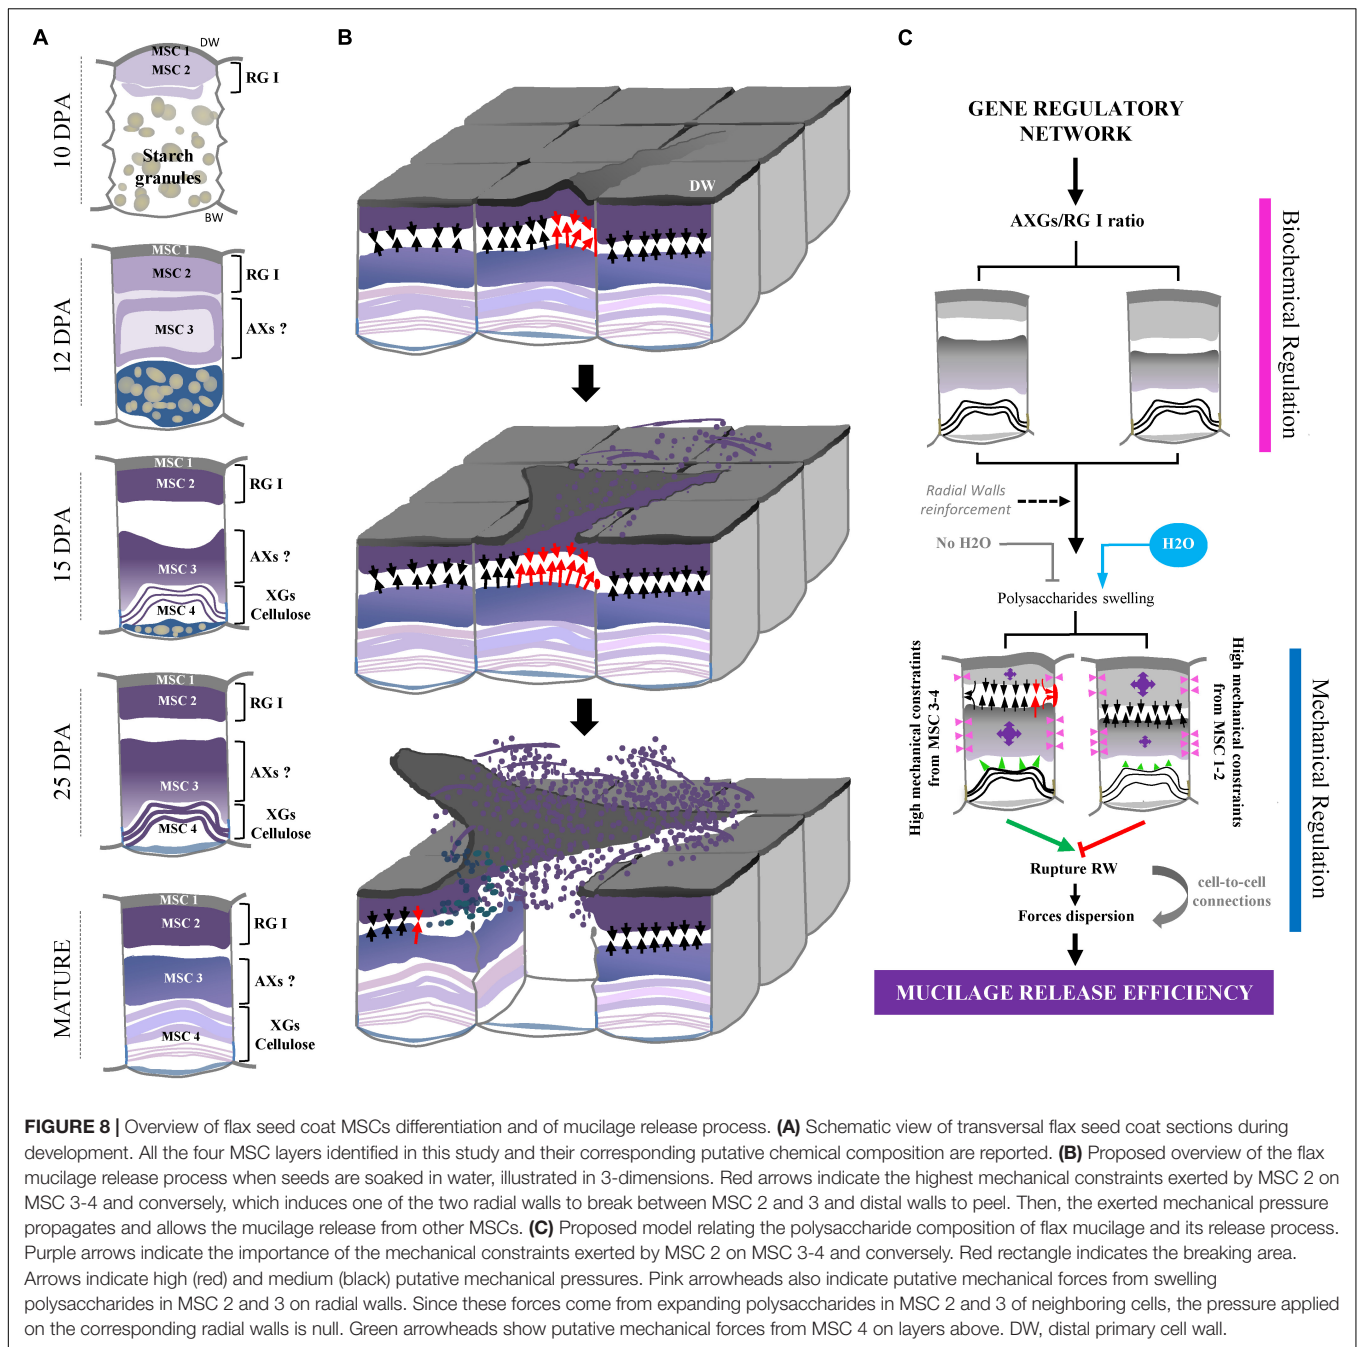 A
DW
MSC 1
MSC 2
RG I
10 DPA
Starch
granules
BW
MSC 1
MSC 2
RG I
12 DPA
MSC 3
AXs ?
MSC 1
MSC 2
RG I
15 DPA
AXs ?
MSC 3
XGs
Cellulose
MSC 4
MSC 1
MSC 2
RG I
25 DPA
AXs ?
MSC 3
XGs
Cellulose
MSC 4
MSC 1
MSC 2
RG I
MATURE
MSC 3
AXs ?
XGs
Cellulose
MSC 4
B
DW
C
GENE REGULATORY
NETWORK
AXGs/RG I ratio
Biochemical Regulation
Radial Walls
reinforcement
No H2O
H2O
Polysaccharides swelling
High mechanical constraintts
from MSC 3-4
High mechanical constraints
from MSC 1-2
Mechanical Regulation
Rupture RW
cell-to-cell
connections
Forces dispersion
MUCILAGE RELEASE EFFICIENCY
FIGURE 8 | Overview of flax seed coat MSCs differentiation and of mucilage release process. (A) Schematic view of transversal flax seed coat sections during
development. All the four MSC layers identified in this study and their corresponding putative chemical composition are reported. (B) Proposed overview of the flax
mucilage release process when seeds are soaked in water, illustrated in 3-dimensions. Red arrows indicate the highest mechanical constraints exerted by MSC 2 on
MSC 3-4 and conversely, which induces one of the two radial walls to break between MSC 2 and 3 and distal walls to peel. Then, the exerted mechanical pressure
propagates and allows the mucilage release from other MSCs. (C) Proposed model relating the polysaccharide composition of flax mucilage and its release process.
Purple arrows indicate the importance of the mechanical constraints exerted by MSC 2 on MSC 3-4 and conversely. Red rectangle indicates the breaking area.
Arrows indicate high (red) and medium (black) putative mechanical pressures. Pink arrowheads also indicate putative mechanical forces from swelling
polysaccharides in MSC 2 and 3 on radial walls. Since these forces come from expanding polysaccharides in MSC 2 and 3 of neighboring cells, the pressure applied
on the corresponding radial walls is null. Green arrowheads show putative mechanical forces from MSC 4 on layers above. DW, distal primary cell wall.